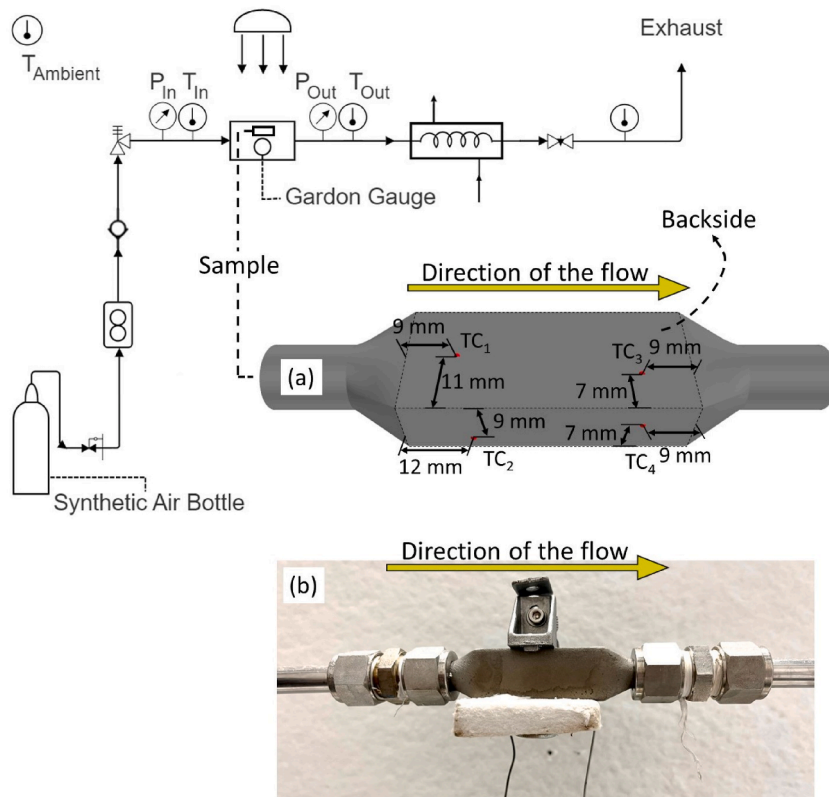 Exhaust
T_Ambient
P_In T_In
P_Out T_Out
Gardon Gauge
Backside
Sample
Direction of the flow
9 mm
TC_1
TC_3
9 mm
(a)
11 mm
7 mm
9 mm
7 mm
12 mm
TC_2
TC_4
9 mm
Synthetic Air Bottle
Direction of the flow
(b)